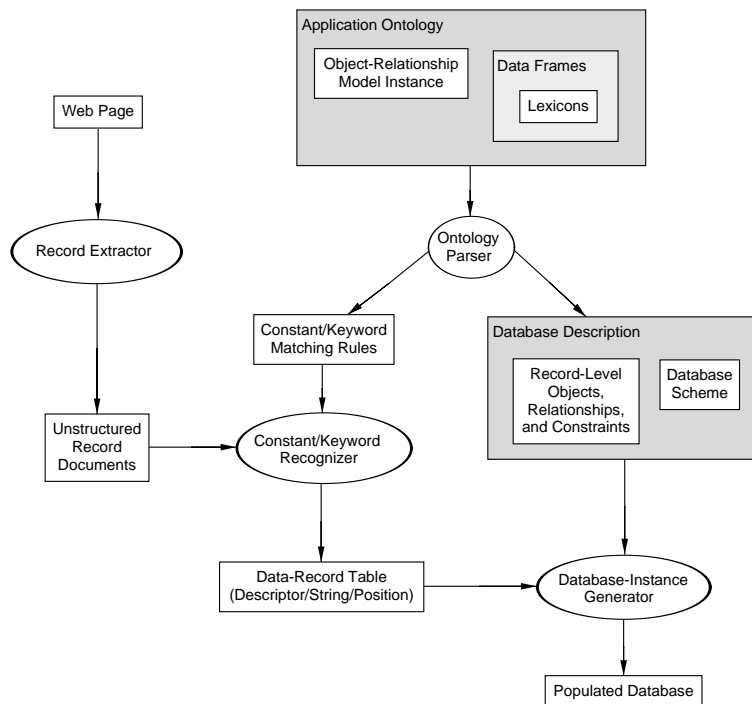 Application Ontology
Object-Relationship
Model Instance
Data Frames
Lexicons
Web Page
Record Extractor
Ontology
Parser
Constant/Keyword
Matching Rules
Database Description
Record-Level
Objects,
Relationships,
and Constraints
Database
Scheme
Unstructured
Record
Documents
Constant/Keyword
Recognizer
Data-Record Table
(Descriptor/String/Position)
Database-Instance
Generator
Populated Database